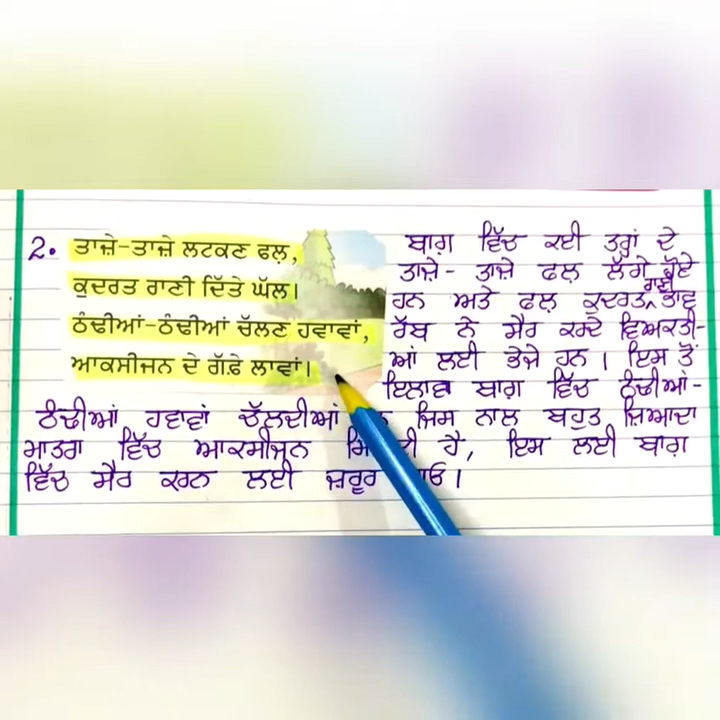 2. ਤਾਜ਼ੇ-ਤਾਜ਼ੇ ਲਟਕਣ ਫਲ਼,
ਕੁਦਰਤ ਰਾਣੀ ਦਿੱਤੇ ਘੱਲ।
ਠੰਢੀਆਂ-ਠੰਢੀਆਂ ਚੱਲਣ ਹਵਾਵਾਂ,
ਆਕਸੀਜਨ ਦੇ ਗੱਫ਼ੇ ਲਾਵਾਂ।
ਬਾਗ਼ ਵਿੱਚ ਕਈ ਤਰ੍ਹਾਂ ਦੇ
ਤਾਜ਼ੇ- ਤਾਜ਼ੇ ਫਲ਼ ਲੱਗੇ ਹੋਏ
ਹਨ ਅਤੇ ਫਲ਼ ਕੁਦਰਤ ਰਾਣੀ ਭਾਵ
ਰੱਬ ਨੇ ਸੈਰ ਕਰਦੇ ਵਿਅਕਤੀ-
ਆਂ ਲਈ ਭੇਜੇ ਹਨ। ਇਸ ਤੋਂ
ਇਲਾਵਾ ਬਾਗ਼ ਵਿੱਚ ਠੰਢੀਆਂ-
ਠੰਢੀਆਂ ਹਵਾਵਾਂ ਚੱਲਦੀਆਂ ਜਿਸ ਨਾਲ ਬਹੁਤ ਜ਼ਿਆਦਾ
ਮਾਤਰਾ ਵਿੱਚ ਆਕਸੀਜਨ ਹੈ, ਇਸ ਲਈ ਬਾਗ਼
ਵਿੱਚ ਸੈਰ ਕਰਨ ਲਈ ਜ਼ਰੂਰ